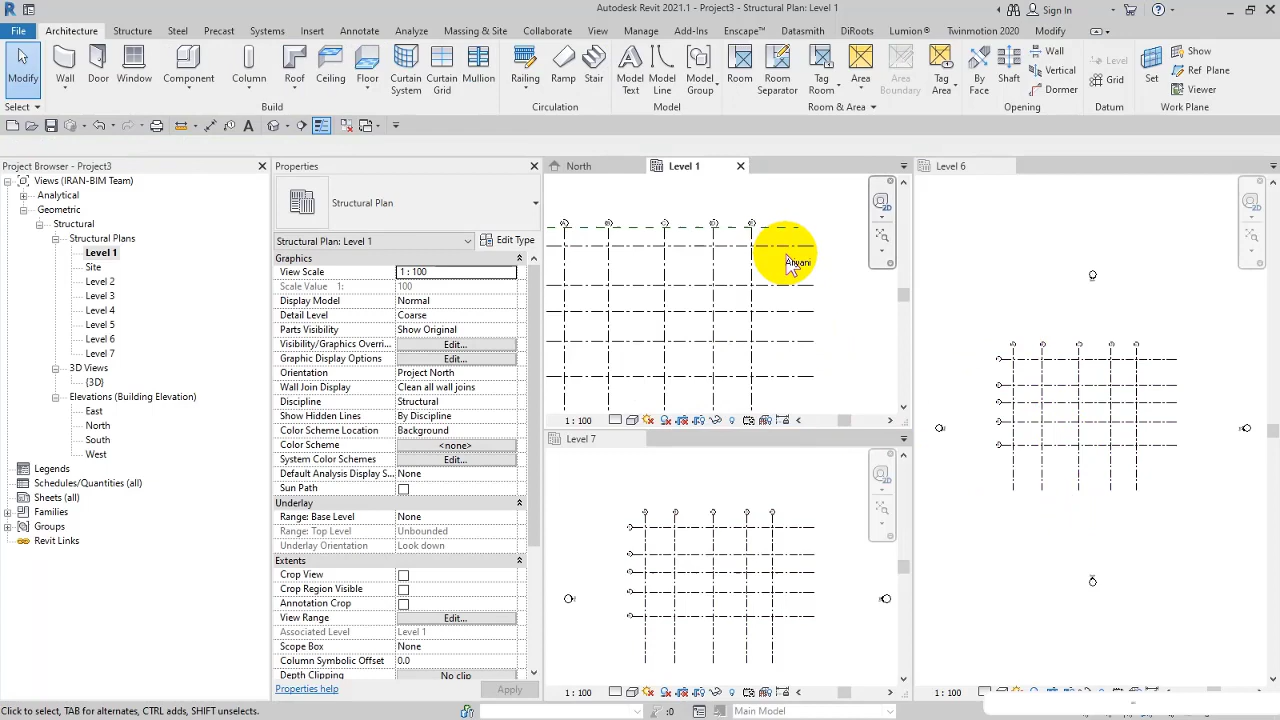 Autodesk Revit 2021.1 - Project3 - Structural Plan: Level 1
Sign In
File Architecture Structure Steel Precast Systems Insert Annotate Analyze Massing & Site Collaborate View Manage Add-Ins Enscape™ Datasmith DiRoots Lumion® Twinmotion 2020 Modify
Modify Wall Door Window Component Column Roof Ceiling Floor Curtain System Curtain Grid Mullion Railing Ramp Stair Model Text Model Line Model Group Room Room Separator Tag Room Area Area Boundary Tag Area By Face Shaft Wall Vertical Dormer Level Grid Set Show Ref Plane Viewer
Select Build Circulation Model Room & Area Opening Datum Work Plane
Project Browser - Project3
Views (IRAN-BIM Team)
Analytical
Geometric
Structural
Structural Plans
Level 1
Site
Level 2
Level 3
Level 4
Level 5
Level 6
Level 7
3D Views
{3D}
Elevations (Building Elevation)
East
North
South
West
Legends
Schedules/Quantities (all)
Sheets (all)
Families
Groups
Revit Links
Properties
Structural Plan
Structural Plan: Level 1 Edit Type
Graphics
View Scale 1 : 100
Scale Value 1: 100
Display Model Normal
Detail Level Coarse
Parts Visibility Show Original
Visibility/Graphics Overri... Edit...
Graphic Display Options Edit...
Orientation Project North
Wall Join Display Clean all wall joins
Discipline Structural
Show Hidden Lines By Discipline
Color Scheme Location Background
Color Scheme <none>
System Color Schemes Edit...
Default Analysis Display S... None
Sun Path
Underlay
Range: Base Level None
Range: Top Level Unbounded
Underlay Orientation Look down
Extents
Crop View
Crop Region Visible
Annotation Crop
View Range Edit...
Associated Level Level 1
Scope Box None
Column Symbolic Offset 0.0
Depth Clipping No clip
Properties help Apply
North Level 1
2D
1 : 100
Level 7
1 : 100
Level 6
2D
1 : 100
Click to select, TAB for alternates, CTRL adds, SHIFT unselects.
:0 Main Model